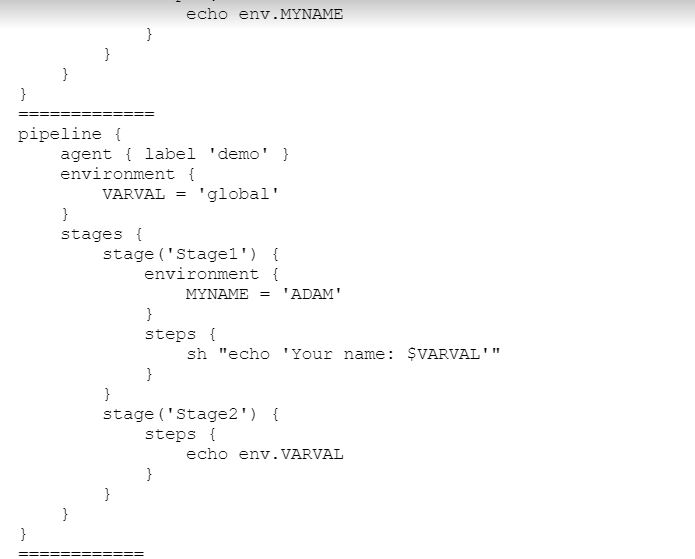 echo env.MYNAME
            }
        }
    }
}
=============
pipeline {
    agent { label 'demo' }
    environment {
        VARVAL = 'global'
    }
    stages {
        stage('Stage1') {
            environment {
                MYNAME = 'ADAM'
            }
            steps {
                sh "echo 'Your name: $VARVAL'"
            }
        }
        stage('Stage2') {
            steps {
                echo env.VARVAL
            }
        }
    }
}
============